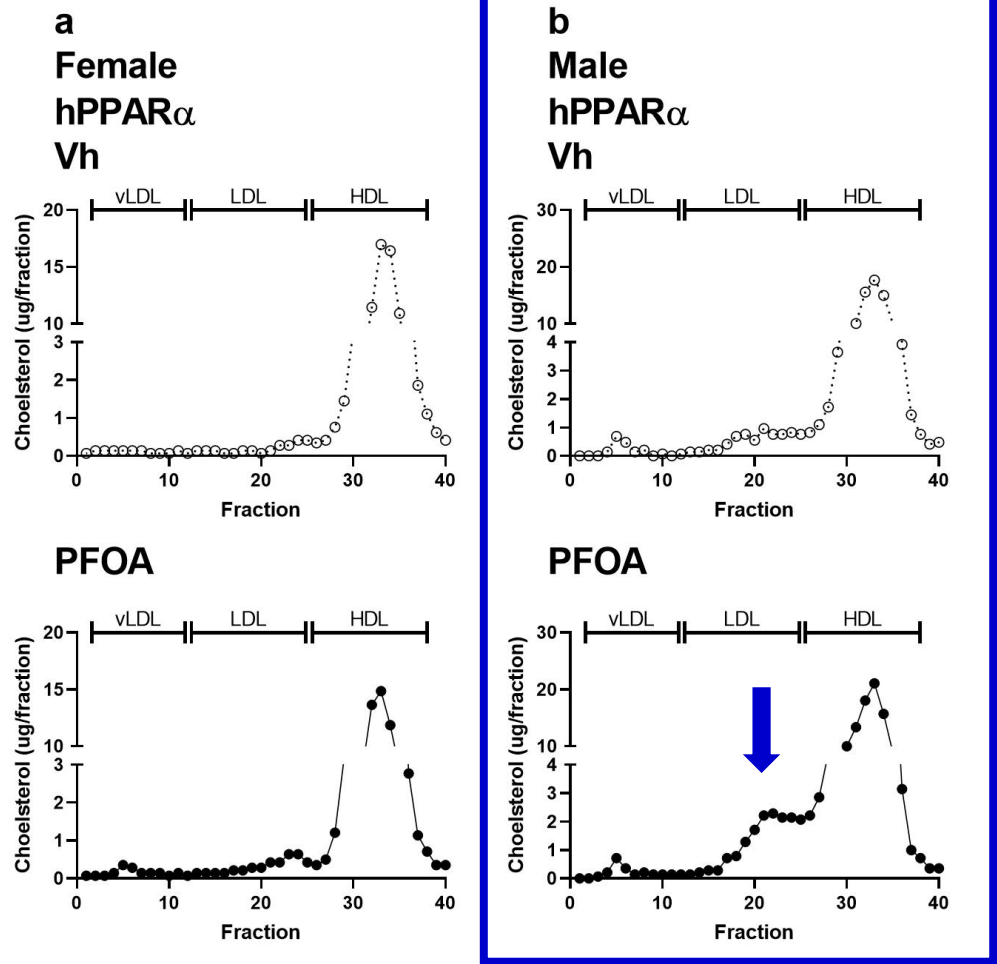 a
Female
hPPARα
Vh
vLDL LDL HDL
Choelsterol (ug/fraction)
20
15
10
3
2
1
0
0 10 20 30 40
Fraction
PFOA
vLDL LDL HDL
Choelsterol (ug/fraction)
20
15
10
3
2
1
0
0 10 20 30 40
Fraction
b
Male
hPPARα
Vh
vLDL LDL HDL
Choelsterol (ug/fraction)
30
20
10
4
3
2
1
0
0 10 20 30 40
Fraction
PFOA
vLDL LDL HDL
Choelsterol (ug/fraction)
30
20
10
4
3
2
1
0
0 10 20 30 40
Fraction